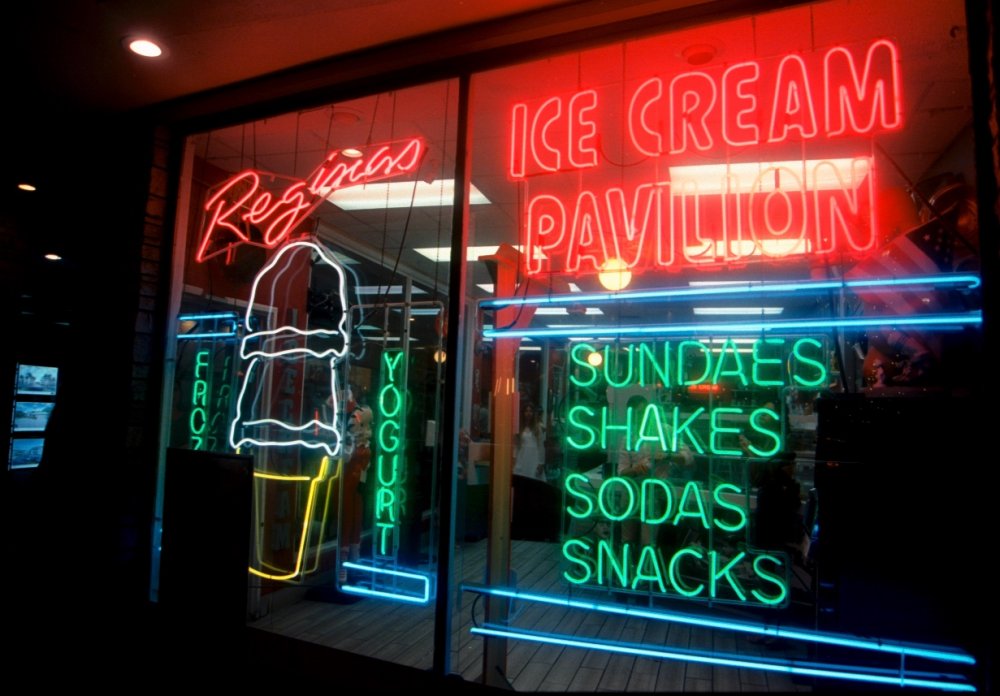 Reginas
ICE CREAM
PAVILION
YOGURT
SUNDAES
SHAKES
SODAS
SNACKS